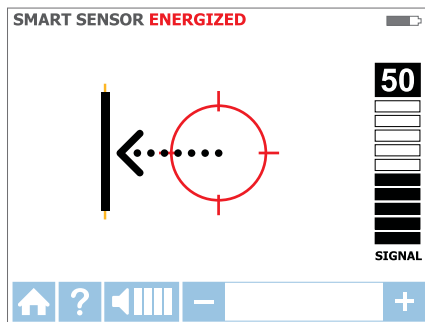 SMART SENSOR ENERGIZED
50
SIGNAL
?
− +